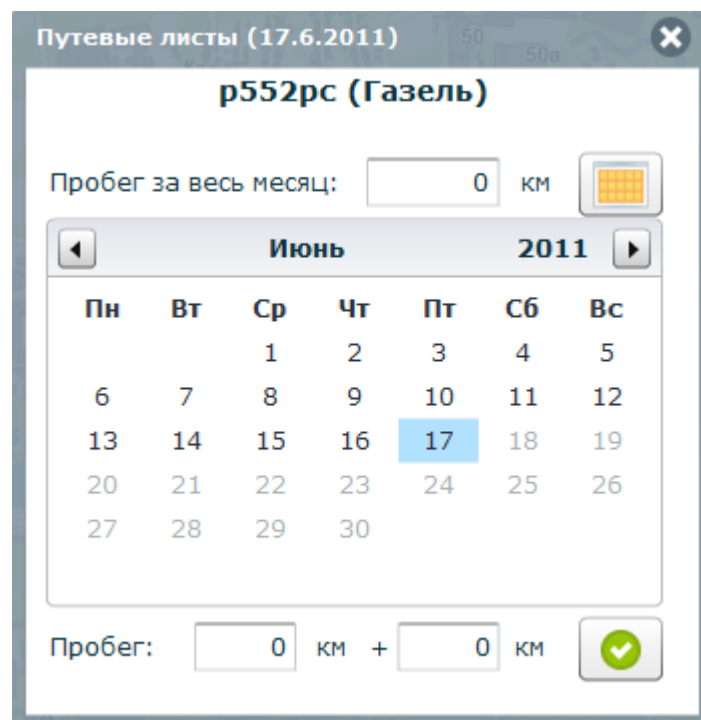 Путевые листы (17.6.2011)
50
50а
р552рс (Газель)
Пробег за весь месяц: 0 км
Июнь 2011
Пн Вт Ср Чт Пт Сб Вс
1 2 3 4 5
6 7 8 9 10 11 12
13 14 15 16 17 18 19
20 21 22 23 24 25 26
27 28 29 30
Пробег: 0 км + 0 км